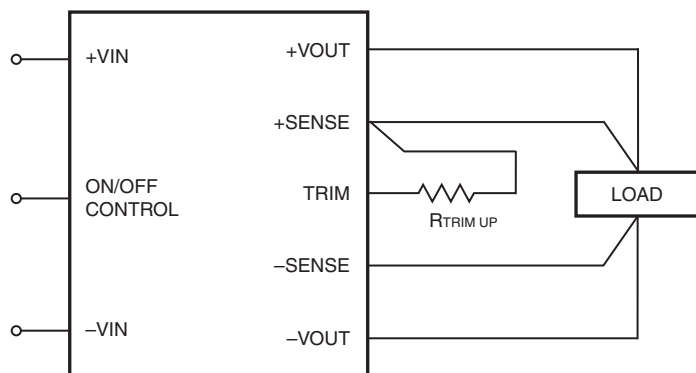 +VIN
ON/OFF
CONTROL
–VIN
+VOUT
+SENSE
TRIM
–SENSE
–VOUT
RTRIM UP
LOAD